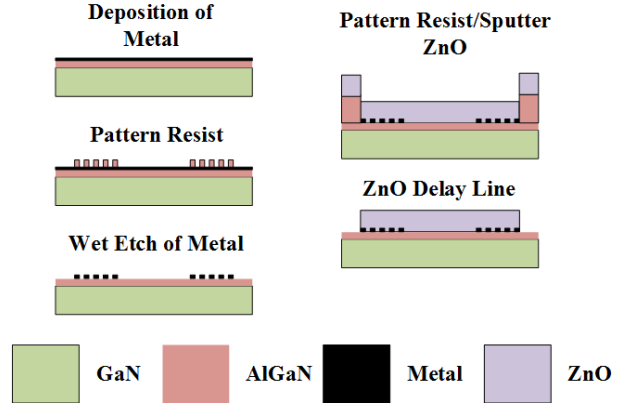 Deposition of
Metal
Pattern Resist
Wet Etch of Metal
Pattern Resist/Sputter
ZnO
ZnO Delay Line
GaN
AlGaN
Metal
ZnO